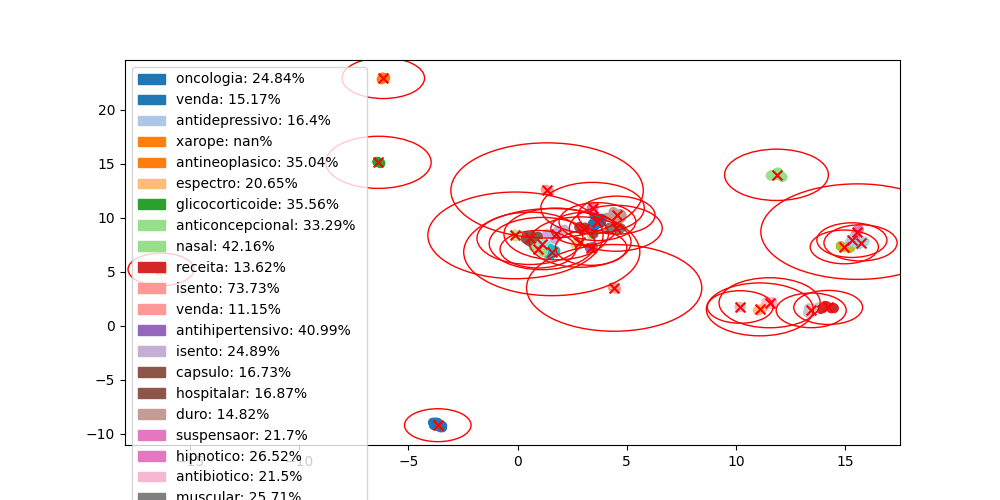 oncologia: 24.84%
venda: 15.17%
antidepressivo: 16.4%
xarope: nan%
antineoplasico: 35.04%
espectro: 20.65%
glicocorticoide: 35.56%
anticoncepcional: 33.29%
nasal: 42.16%
receita: 13.62%
isento: 73.73%
venda: 11.15%
antihipertensivo: 40.99%
isento: 24.89%
capsulo: 16.73%
hospitalar: 16.87%
duro: 14.82%
suspensaor: 21.7%
hipnotico: 26.52%
antibiotico: 21.5%
muscular: 25.71%
20
15
10
5
0
−5
−10
−15
−10
−5
0
5
10
15